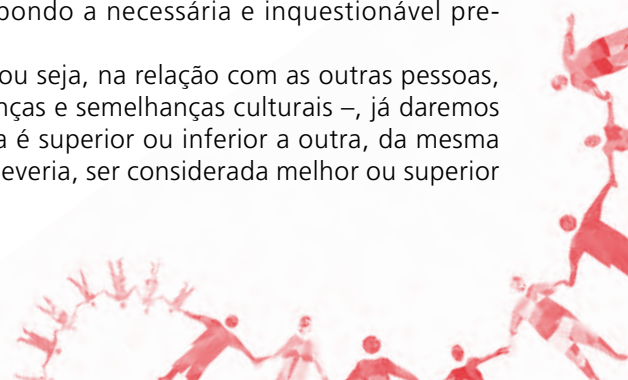 pondo a necessária e inquestionável pre-
ou seja, na relação com as outras pessoas,
nças e semelhanças culturais –, já daremos
a é superior ou inferior a outra, da mesma
everia, ser considerada melhor ou superior